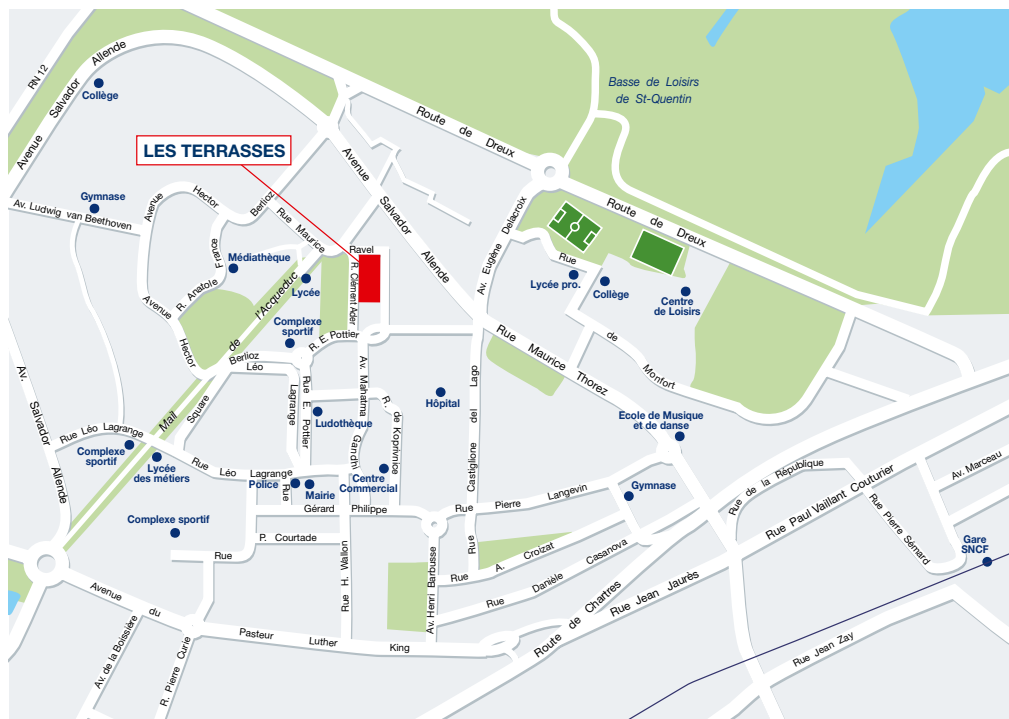 RN 12
Avenue Salvador Allende
Collège
Basse de Loisirs
de St-Quentin
Route de Dreux
LES TERRASSES
Avenue Salvador Allende
Gymnase
Av. Ludwig van Beethoven
Avenue Hector Berlioz
Rue Maurice Ravel
Av. Eugène Delacroix
Route de Dreux
R. Anatole France
Médiathèque
Lycée
R. Clément Ader
Rue de Monfort
Lycée pro.
Collège
Centre
de Loisirs
Avenue Hector Berlioz
Mail de l'Acqueduc
Complexe
sportif
R. E. Pottier
Rue Maurice Thorez
Square Léo Lagrange
Rue E. Pottier
Av. Mahatma Gandhi
R. de Koprivnice
Ludothèque
Hôpital
Rue Castiglione del Lago
Ecole de Musique
et de danse
Av. Salvador Allende
Rue Léo Lagrange
Complexe
sportif
Lycée
des métiers
Rue Léo Lagrange
Police
Rue
Mairie
Centre
Commercial
Gérard Philippe
Rue Pierre Langevin
Gymnase
Rue de la République
Rue Paul Vaillant Couturier
Av. Marceau
Rue Pierre Sémard
Gare
SNCF
Complexe sportif
Rue P. Courtade
Rue H. Wallon
Av. Henri Barbusse
Rue A. Croizat
Rue Danièle Casanova
Route de Chartres
Rue Jean Jaurès
Rue Jean Zay
Avenue du Pasteur Luther King
Av. de la Boissière
R. Pierre Curie